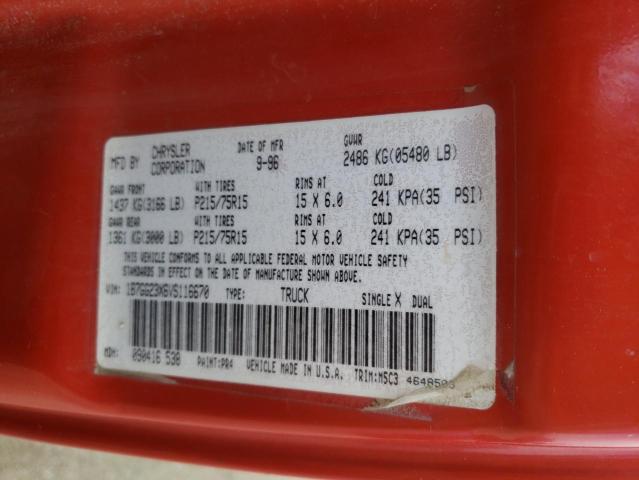 MFD BY CHRYSLER CORPORATION DATE OF MFR 9-96 GVWR 2486 KG(05480 LB)
GAWR FRONT WITH TIRES RIMS AT COLD
1437 KG(3166 LB) P215/75R15 15 X 6.0 241 KPA(35 PSI)
GAWR REAR WITH TIRES RIMS AT COLD
1361 KG(3000 LB) P215/75R15 15 X 6.0 241 KPA(35 PSI)
THIS VEHICLE CONFORMS TO ALL APPLICABLE FEDERAL MOTOR VEHICLE SAFETY
STANDARDS IN EFFECT ON THE DATE OF MANUFACTURE SHOWN ABOVE.
VIN: 1B7GG23X6VS116670 TYPE: TRUCK SINGLE X DUAL
MDH: 090416 538 PAINT:PR4 VEHICLE MADE IN U.S.A. TRIM:M5C3